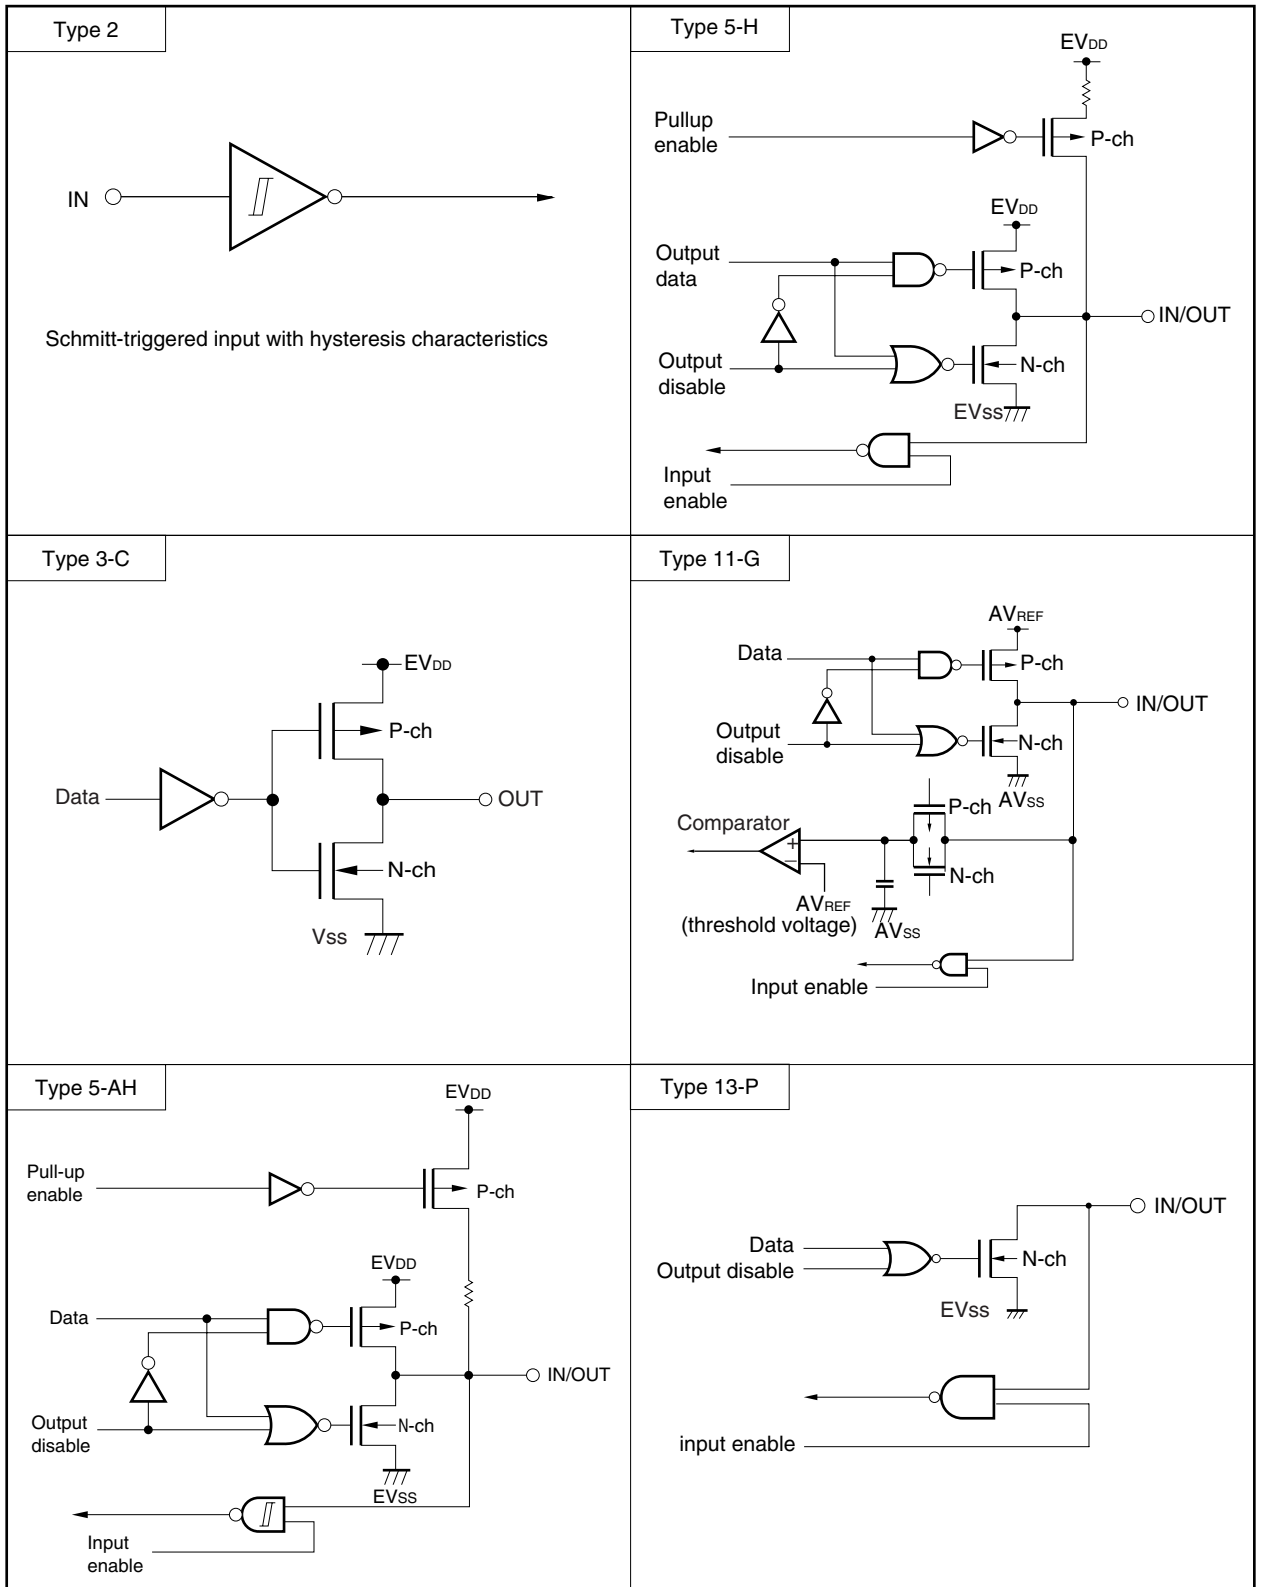 Type 2
IN
Schmitt-triggered input with hysteresis characteristics
Type 5-H
EVDD
Pullup
enable
P-ch
EVDD
Output
data
P-ch
IN/OUT
Output
disable
N-ch
EVss
Input
enable
Type 3-C
EVDD
P-ch
Data
OUT
N-ch
Vss
Type 11-G
AVREF
Data
P-ch
IN/OUT
Output
disable
N-ch
AVSS
P-ch
Comparator
+
−
N-ch
AVREF
(threshold voltage)
AVSS
Input enable
Type 5-AH
EVDD
Pull-up
enable
P-ch
EVDD
Data
P-ch
IN/OUT
Output
disable
N-ch
EVSS
Input
enable
Type 13-P
IN/OUT
Data
Output disable
N-ch
EVss
input enable